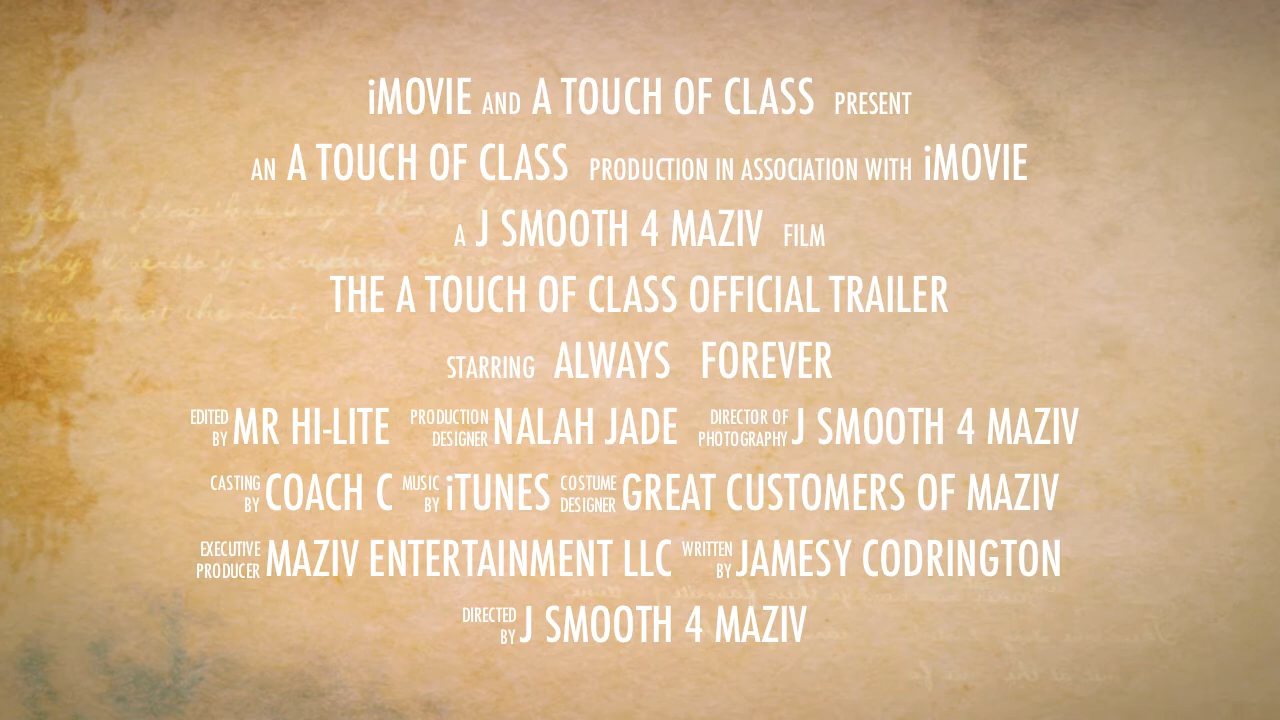 iMOVIE AND A TOUCH OF CLASS PRESENT
AN A TOUCH OF CLASS PRODUCTION IN ASSOCIATION WITH iMOVIE
A J SMOOTH 4 MAZIV FILM
THE A TOUCH OF CLASS OFFICIAL TRAILER
STARRING ALWAYS FOREVER
EDITED BY MR HI-LITE PRODUCTION DESIGNER NALAH JADE DIRECTOR OF PHOTOGRAPHY J SMOOTH 4 MAZIV
CASTING BY COACH C MUSIC BY iTUNES COSTUME DESIGNER GREAT CUSTOMERS OF MAZIV
EXECUTIVE PRODUCER MAZIV ENTERTAINMENT LLC WRITTEN BY JAMESY CODRINGTON
DIRECTED BY J SMOOTH 4 MAZIV